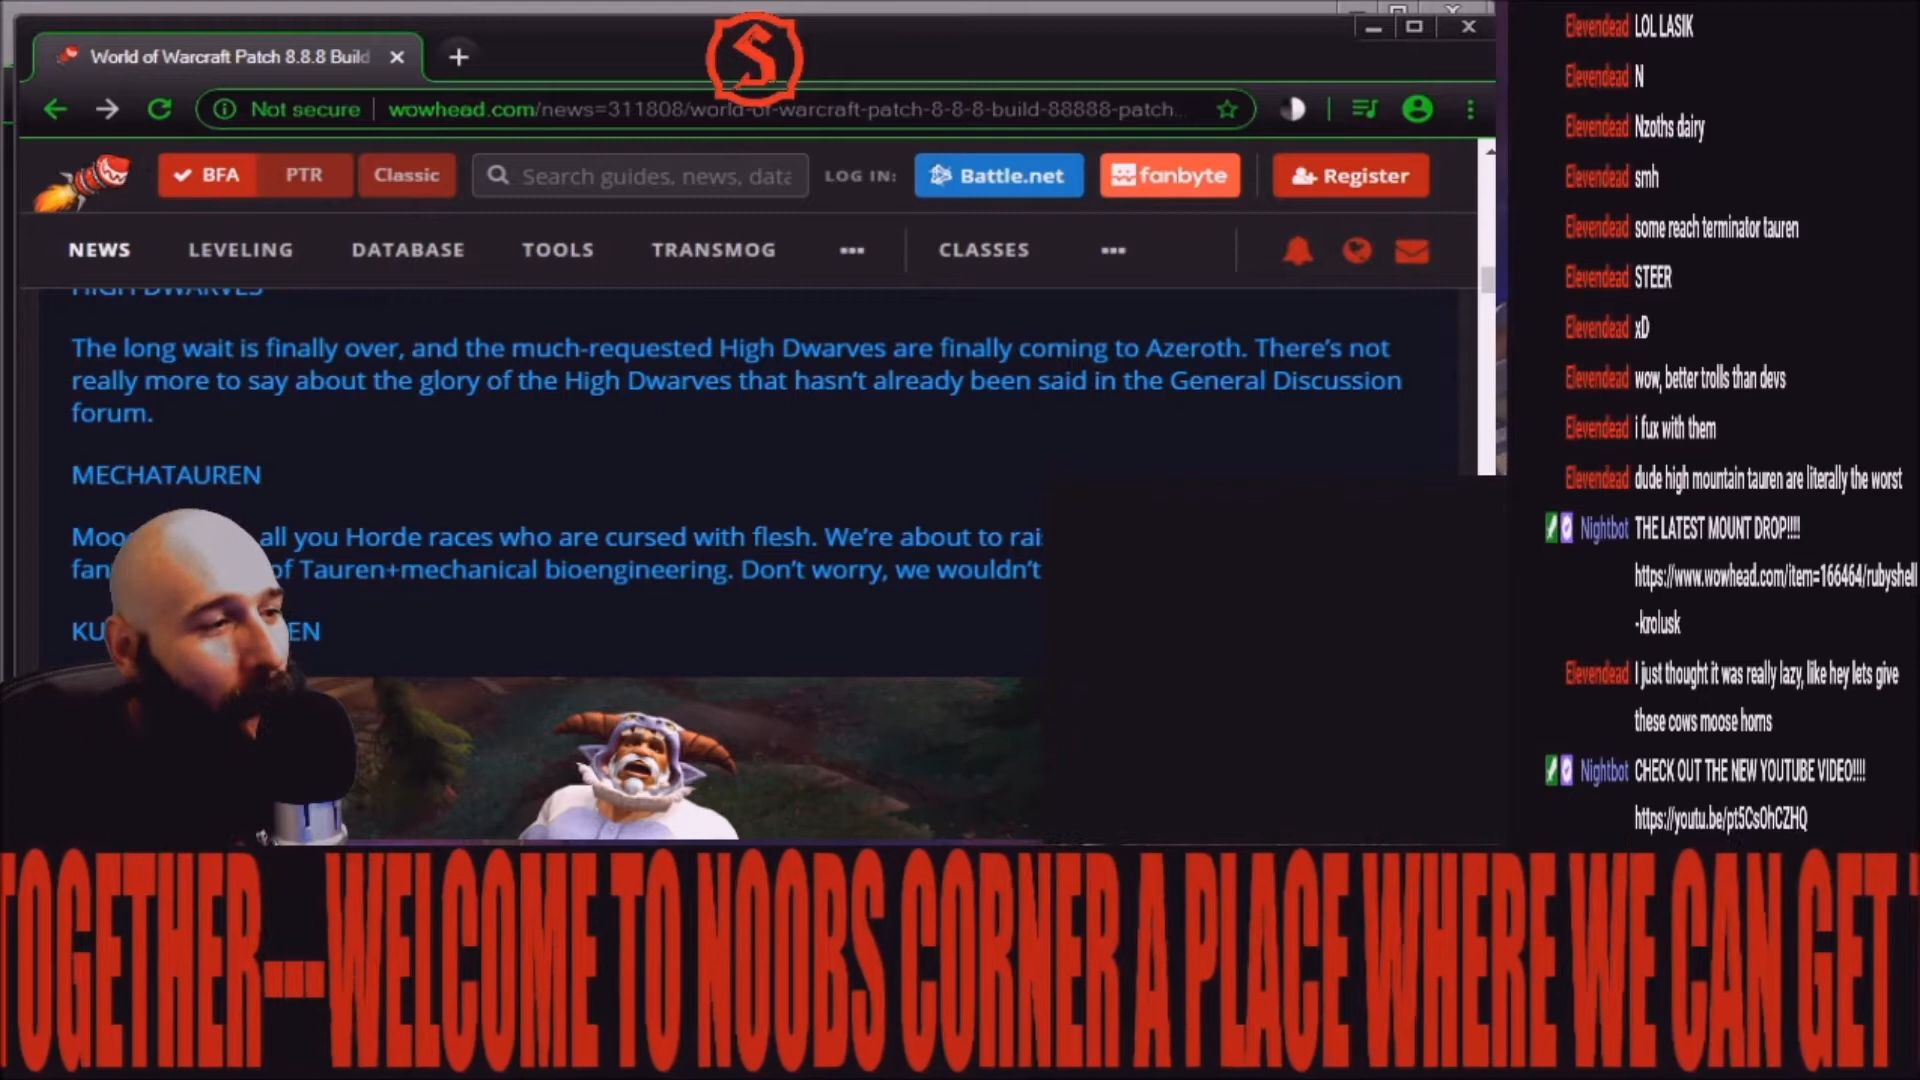 World of Warcraft Patch 8.8.8 Build
Not secure
wowhead.com/news=311808/world-of-warcraft-patch-8-8-8-build-88888-patch...
BFA
PTR
Classic
Search guides, news, data
LOG IN:
Battle.net
fanbyte
Register
NEWS
LEVELING
DATABASE
TOOLS
TRANSMOG
CLASSES
HIGH DWARVES
The long wait is finally over, and the much-requested High Dwarves are finally coming to Azeroth. There's not
really more to say about the glory of the High Dwarves that hasn't already been said in the General Discussion
forum.
MECHATAUREN
Moo all you Horde races who are cursed with flesh. We're about to rai
fan of Tauren+mechanical bioengineering. Don't worry, we wouldn't
KU EN
Elevendead LOL LASIK
Elevendead N
Elevendead Nzoths dairy
Elevendead smh
Elevendead some reach terminator tauren
Elevendead STEER
Elevendead xD
Elevendead wow, better trolls than devs
Elevendead i fux with them
Elevendead dude high mountain tauren are literally the worst
Nightbot THE LATEST MOUNT DROP!!!!
https://www.wowhead.com/item=166464/rubyshell
-krolusk
Elevendead I just thought it was really lazy, like hey lets give
these cows moose horns
Nightbot CHECK OUT THE NEW YOUTUBE VIDEO!!!!
https://youtu.be/pt5CsOhCZHQ
TOGETHER---WELCOME TO NOOBS CORNER A PLACE WHERE WE CAN GET